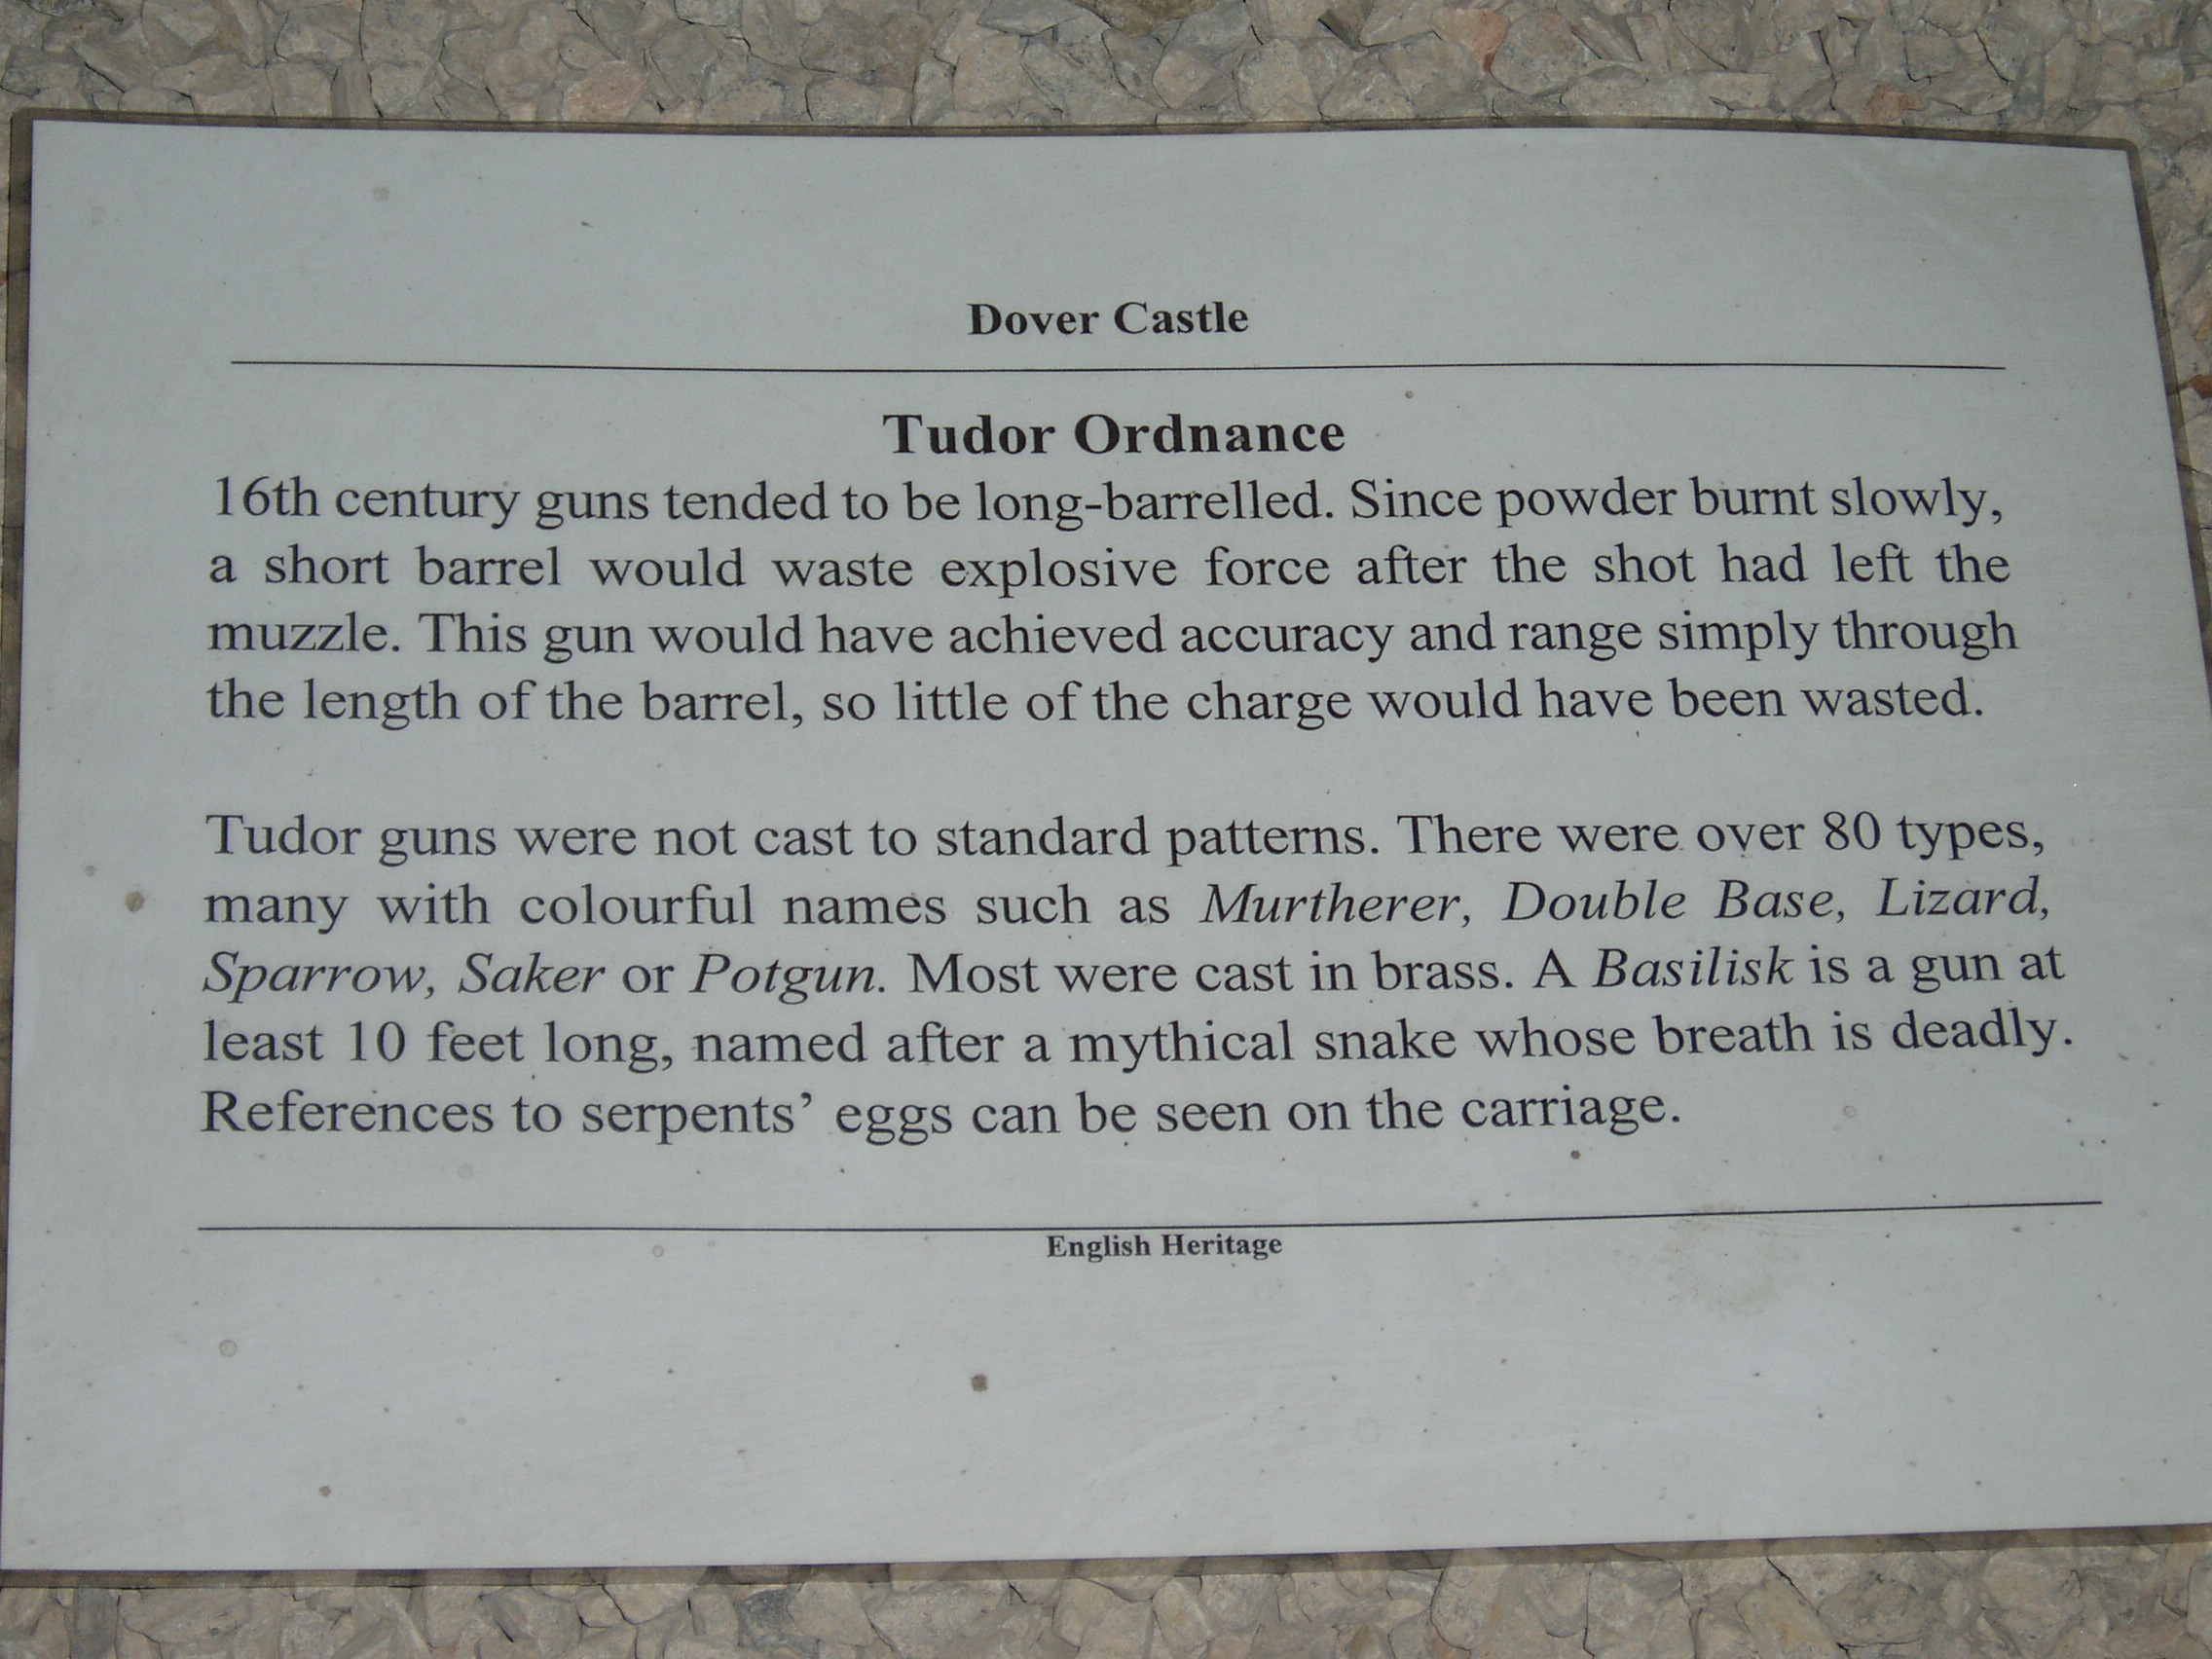 Dover Castle
Tudor Ordnance
16th century guns tended to be long-barrelled. Since powder burnt slowly,
a short barrel would waste explosive force after the shot had left the
muzzle. This gun would have achieved accuracy and range simply through
the length of the barrel, so little of the charge would have been wasted.
Tudor guns were not cast to standard patterns. There were over 80 types,
many with colourful names such as Murtherer, Double Base, Lizard,
Sparrow, Saker or Potgun. Most were cast in brass. A Basilisk is a gun at
least 10 feet long, named after a mythical snake whose breath is deadly.
References to serpents’ eggs can be seen on the carriage.
English Heritage